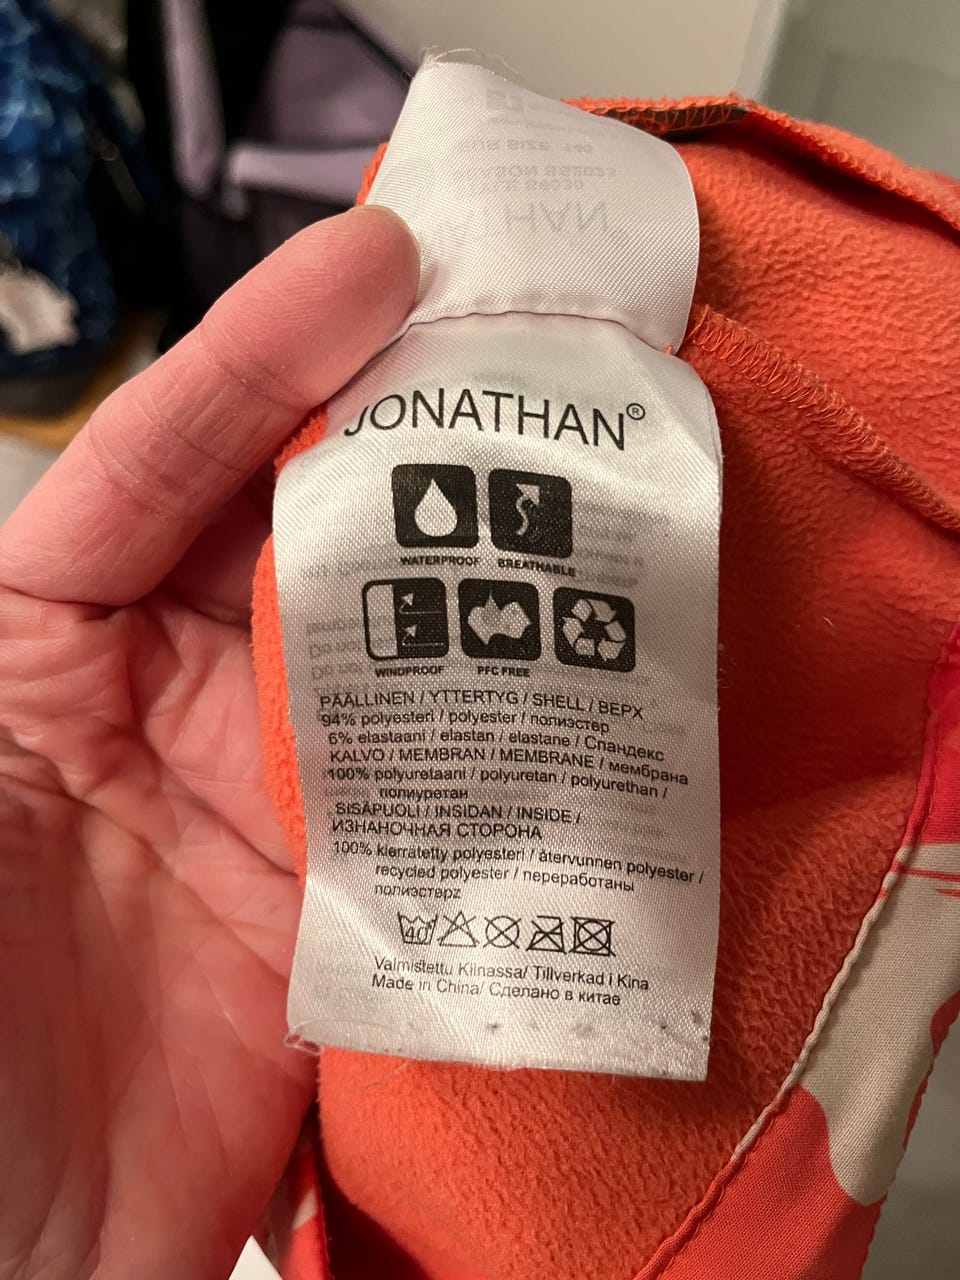 JONATHAN®
WATERPROOF BREATHABLE
WINDPROOF PFC FREE
PÄÄLLINEN / YTTERTYG / SHELL / ВЕРХ
94% polyesteri / polyester / полиэстер
6% elastaani / elastan / elastane / Спандекс
KALVO / MEMBRAN / MEMBRANE / мембрана
100% polyuretaani / polyuretan / polyurethan /
полиуретан
SISÄPUOLI / INSIDAN / INSIDE /
ИЗНАНОЧНАЯ СТОРОНА
100% kierrätetty polyesteri / återvunnen polyester /
recycled polyester / переработаны
полиэстерz
40
Valmistettu Kiinassa/ Tillverkad i Kina
Made in China/ Сделано в китае